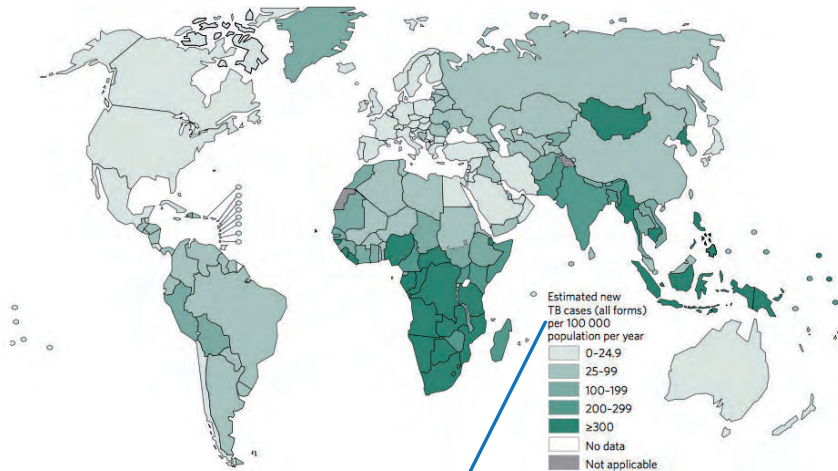 Estimated new
TB cases (all forms)
per 100 000
population per year
0–24.9
25–99
100–199
200–299
≥300
No data
Not applicable